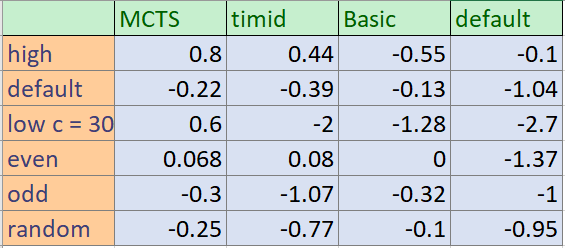 MCTS timid Basic default
high 0.8 0.44 -0.55 -0.1
default -0.22 -0.39 -0.13 -1.04
low c = 30 0.6 -2 -1.28 -2.7
even 0.068 0.08 0 -1.37
odd -0.3 -1.07 -0.32 -1
random -0.25 -0.77 -0.1 -0.95